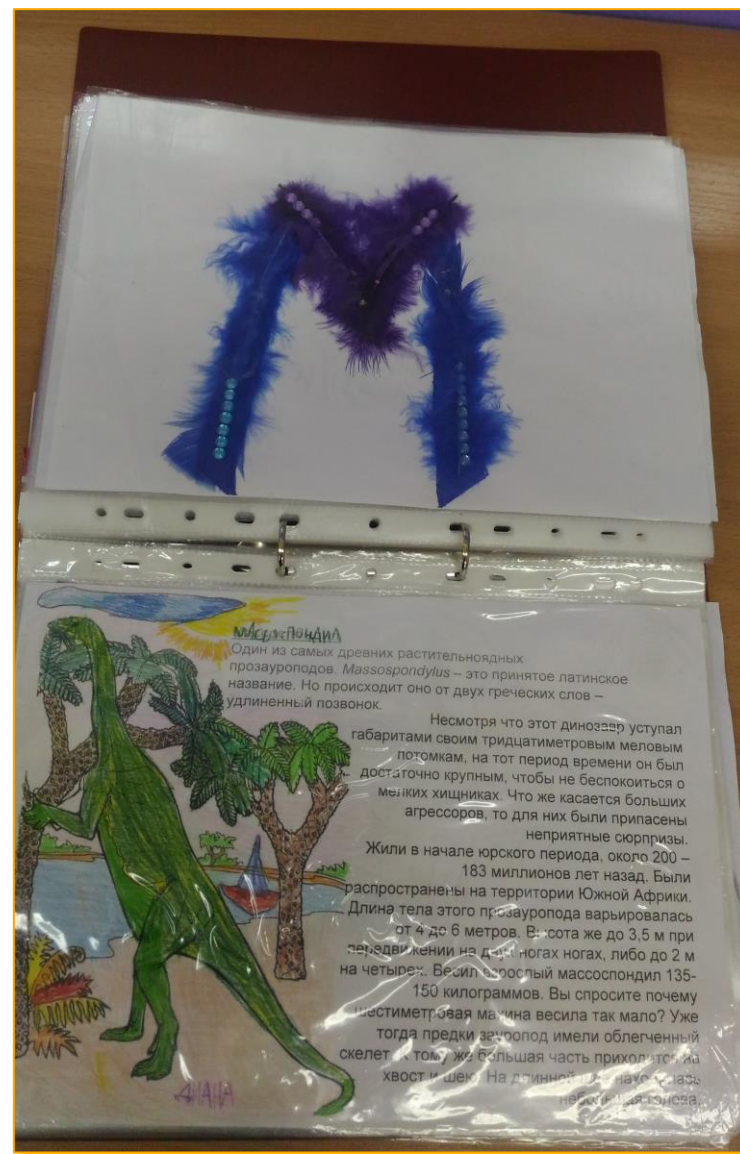 М
МАССОСПОНДИЛ
Один из самых древних растительноядных
прозауроподов. Massospondylus – это принятое латинское
название. Но происходит оно от двух греческих слов –
удлиненный позвонок.
Несмотря что этот динозавр уступал
габаритами своим тридцатиметровым меловым
потомкам, на тот период времени он был
достаточно крупным, чтобы не беспокоиться о
мелких хищниках. Что же касается больших
агрессоров, то для них были припасены
неприятные сюрпризы.
Жили в начале юрского периода, около 200 –
183 миллионов лет назад. Были
распространены на территории Южной Африки.
Длина тела этого прозауропода варьировалась
от 4 до 6 метров. Высота же до 3,5 м при
передвижении на двух ногах ногах, либо до 2 м
на четырех. Весил взрослый массоспондил 135-
150 килограммов. Вы спросите почему
шестиметровая махина весила так мало? Уже
тогда предки зауропод имели облегченный
скелет. К тому же большая часть приходится на
хвост и шею. На длинной шее находилась
небольшая голова.
ДИАНА